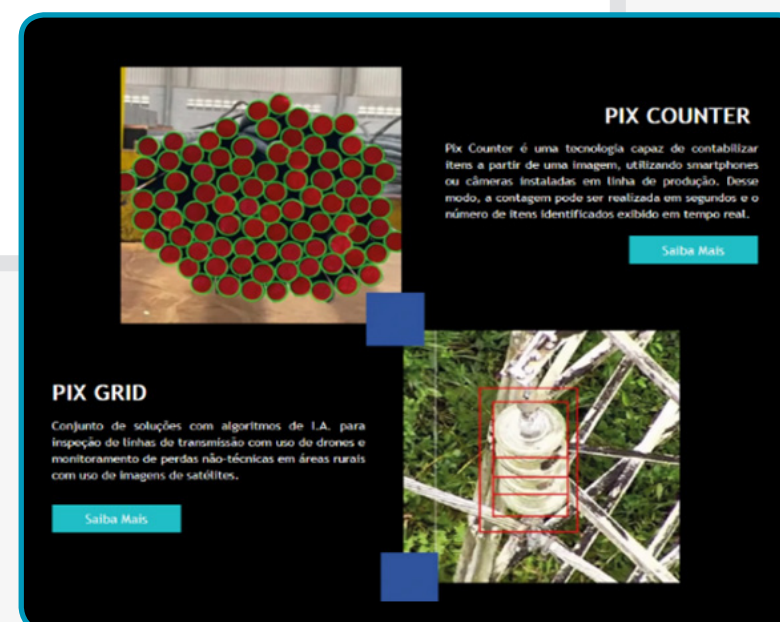 PIX COUNTER
Pix Counter é uma tecnologia capaz de contabilizar
itens a partir de uma imagem, utilizando smartphones
ou câmeras instaladas em linha de produção. Desse
modo, a contagem pode ser realizada em segundos e o
número de itens identificados exibido em tempo real.
Saiba Mais
PIX GRID
Conjunto de soluções com algoritmos de I.A. para
inspeção de linhas de transmissão com uso de drones e
monitoramento de perdas não-técnicas em áreas rurais
com uso de imagens de satélites.
Saiba Mais